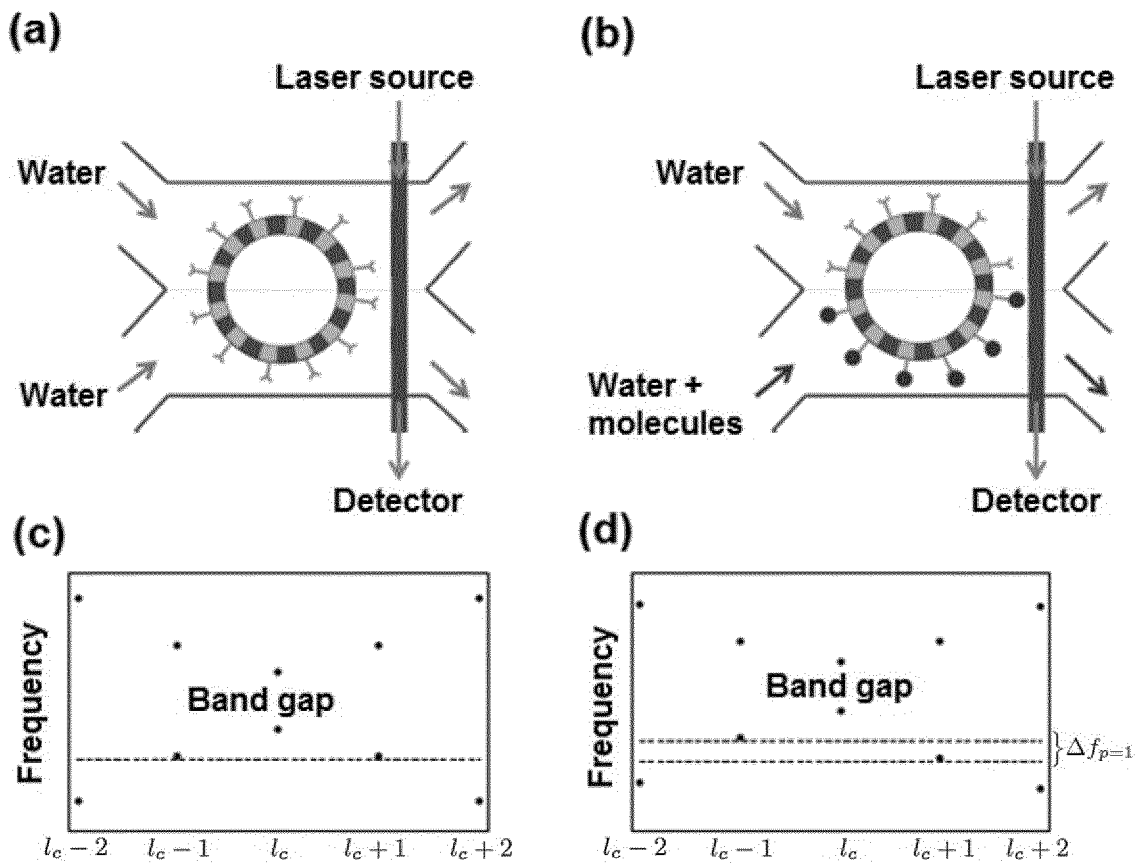 (a)
Laser source
Water
Water
Detector
(b)
Laser source
Water
Water +
molecules
Detector
(c)
Frequency
Band gap
l_c − 2 l_c − 1 l_c l_c + 1 l_c + 2
(d)
Frequency
Band gap
Δf_{p=1}
l_c − 2 l_c − 1 l_c l_c + 1 l_c + 2